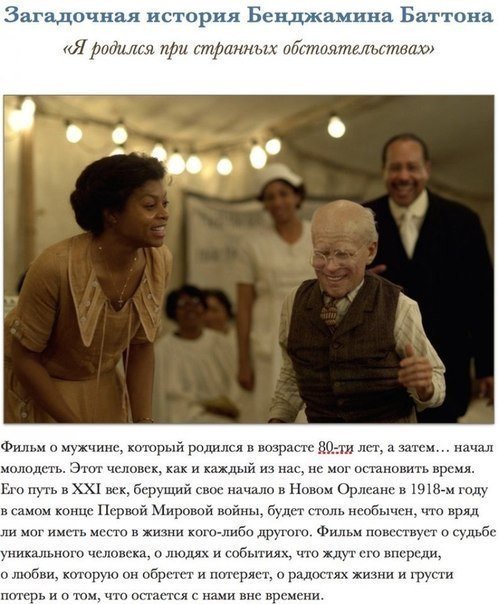 Загадочная история Бенджамина Баттона
«Я родился при странных обстоятельствах»
Фильм о мужчине, который родился в возрасте 80-ти лет, а затем… начал
молодеть. Этот человек, как и каждый из нас, не мог остановить время.
Его путь в XXI век, берущий свое начало в Новом Орлеане в 1918-м году
в самом конце Первой Мировой войны, будет столь необычен, что вряд
ли мог иметь место в жизни кого-либо другого. Фильм повествует о судьбе
уникального человека, о людях и событиях, что ждут его впереди,
о любви, которую он обретет и потеряет, о радостях жизни и грусти
потерь и о том, что остается с нами вне времени.